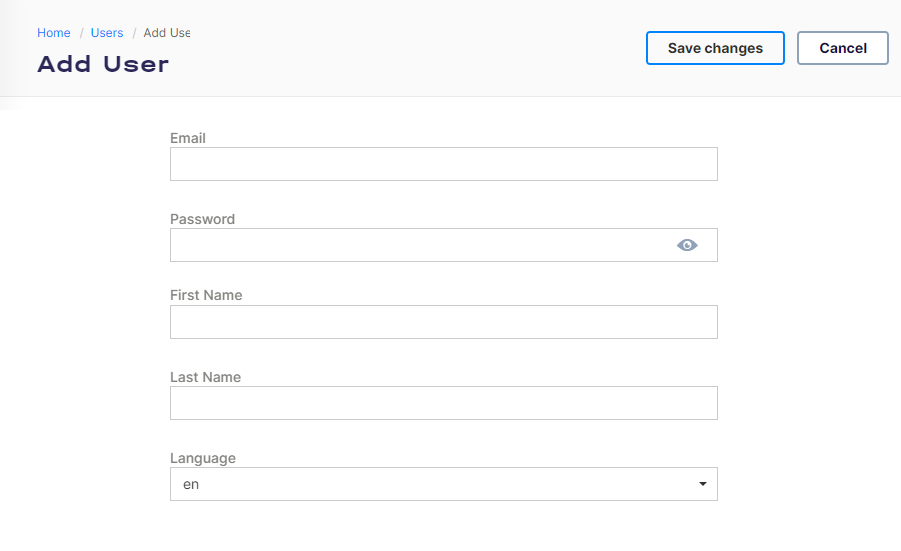 Home / Users / Add Use
Add User
Save changes
Cancel
Email
Password
First Name
Last Name
Language
en